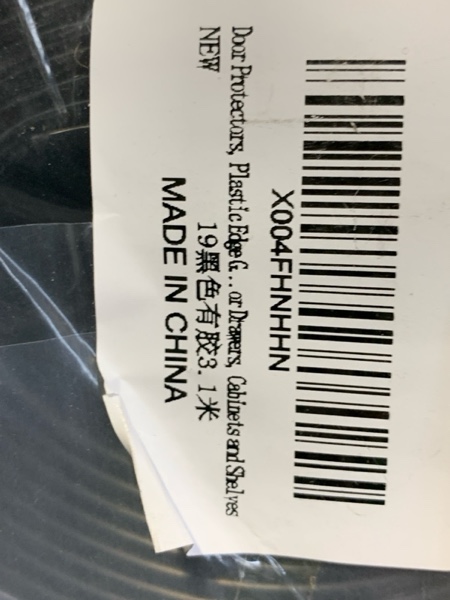 X004FHNHHN
Door Protectors, Plastic Edge G...or Drawers, Cabinets and Shelves
NEW
19黑色有胶3.1米
MADE IN CHINA